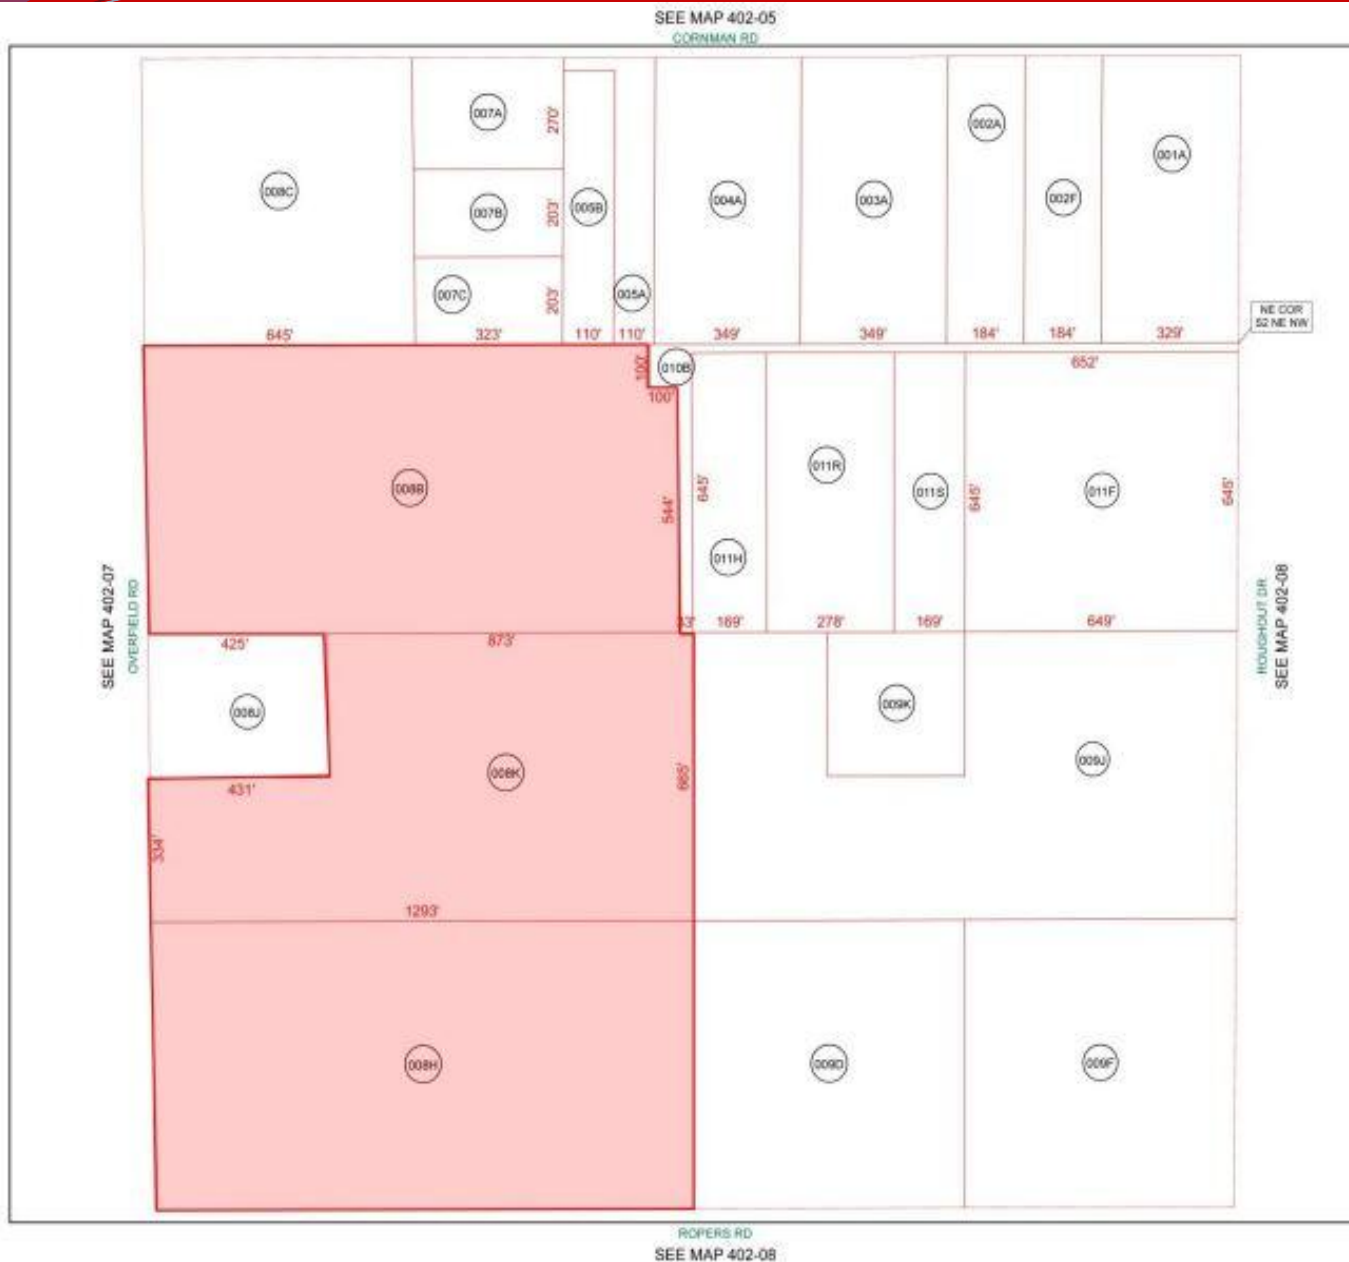 SEE MAP 402-05
CORNMAN RD
007A
270'
002A
001A
008C
007B
203'
005B
004A
003A
002F
007C
203'
005A
645'
323'
110'
110'
349'
349'
184'
184'
329'
NE COR
S2 NE NW
100'
010B
652'
100'
008B
544'
645'
011R
011S
645'
011F
645'
011H
169'
278'
169'
649'
SEE MAP 402-07
OVERFIELD RD
ROUGHOUT DR
SEE MAP 402-08
425'
873'
008J
009K
008K
665'
009J
431'
334'
1293'
008H
009D
009F
ROPERS RD
SEE MAP 402-08